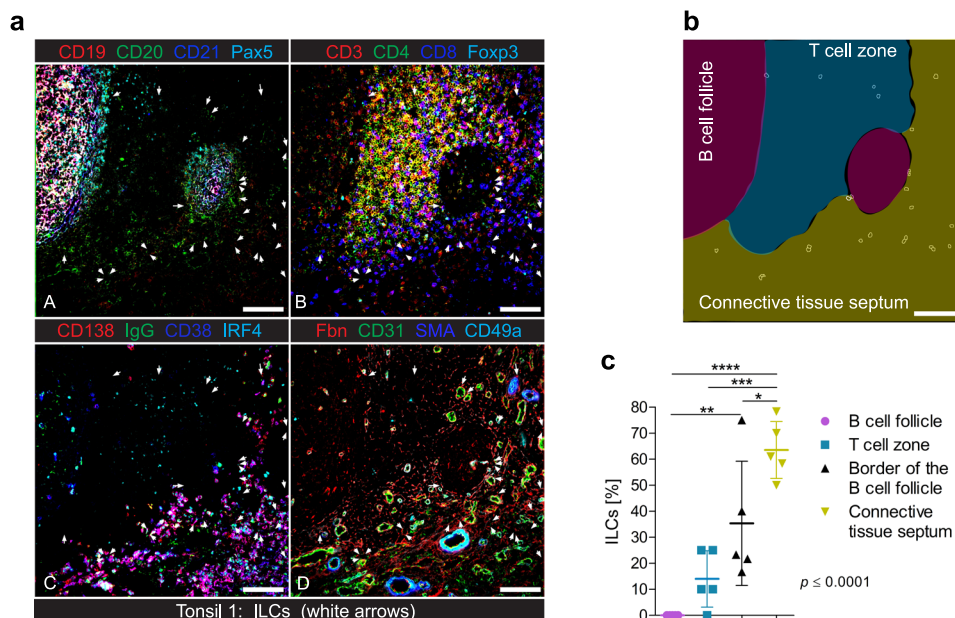 a
CD19 CD20 CD21 Pax5
CD3 CD4 CD8 Foxp3
A
B
CD138 IgG CD38 IRF4
Fbn CD31 SMA CD49a
C
D
Tonsil 1: ILCs (white arrows)
b
B cell follicle
T cell zone
Connective tissue septum
c
****
***
**
*
ILCs [%]
80
70
60
50
40
30
20
10
0
B cell follicle
T cell zone
Border of the
B cell follicle
Connective
tissue septum
p ≤ 0.0001